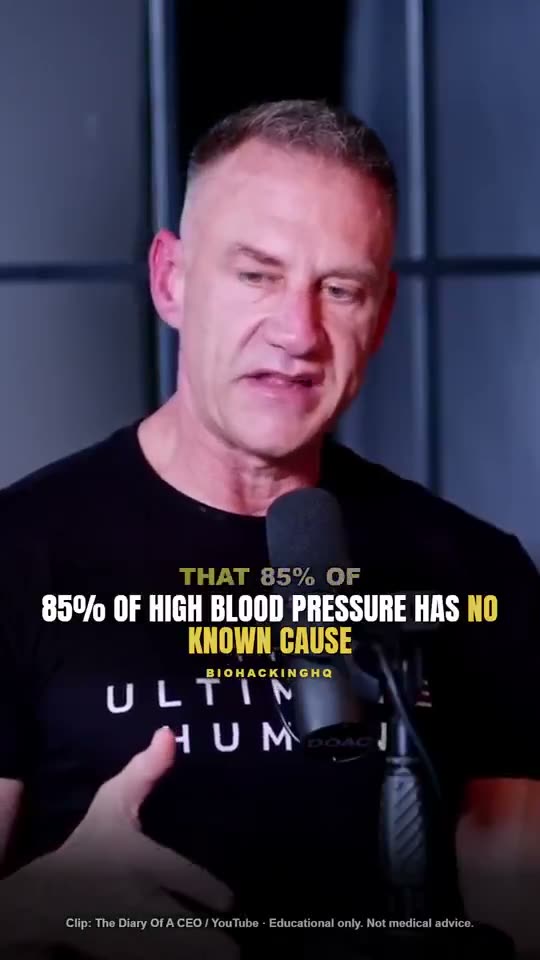 THAT 85% OF
85% OF HIGH BLOOD PRESSURE HAS NO
KNOWN CAUSE
BIOHACKINGHQ
HUM
DOAC
Clip: The Diary Of A CEO / YouTube · Educational only. Not medical advice.